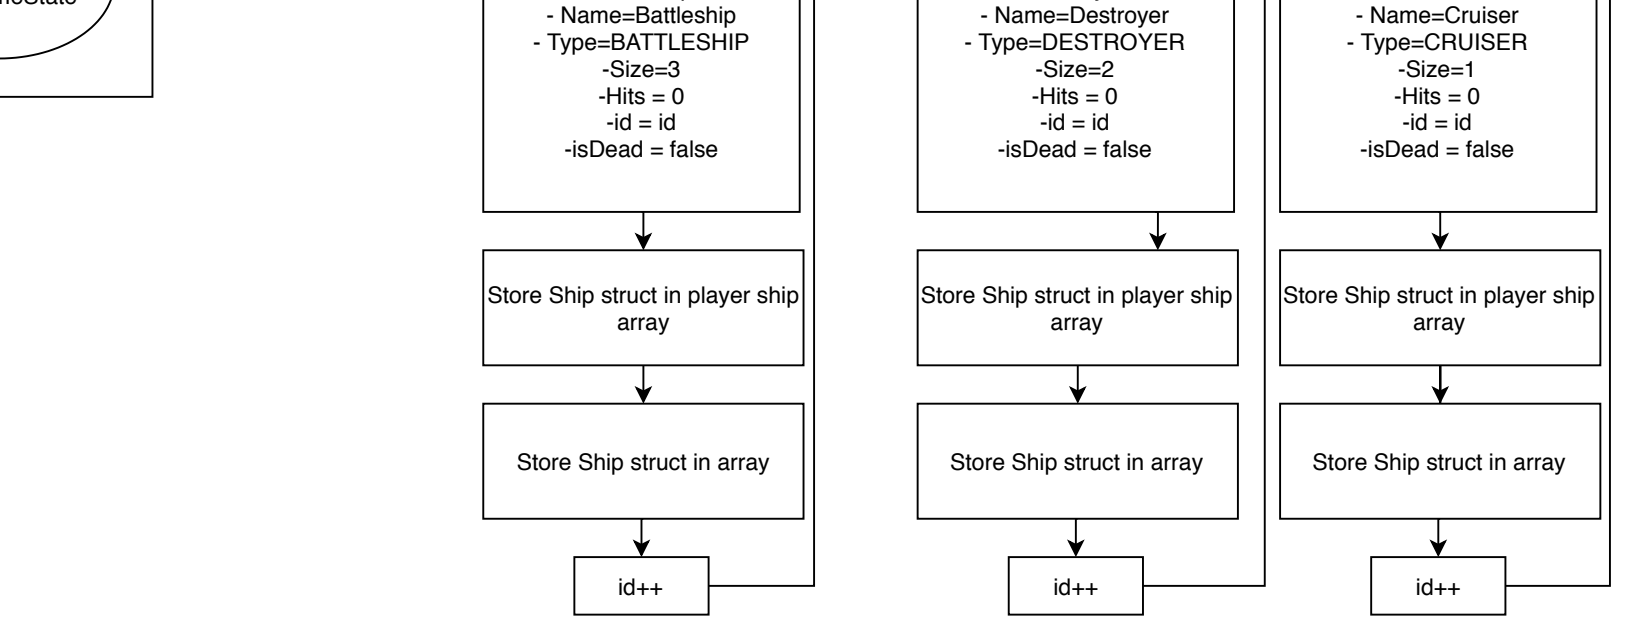 - Name=Battleship
- Type=BATTLESHIP
-Size=3
-Hits = 0
-id = id
-isDead = false
Store Ship struct in player ship
array
Store Ship struct in array
id++
- Name=Destroyer
- Type=DESTROYER
-Size=2
-Hits = 0
-id = id
-isDead = false
Store Ship struct in player ship
array
Store Ship struct in array
id++
- Name=Cruiser
- Type=CRUISER
-Size=1
-Hits = 0
-id = id
-isDead = false
Store Ship struct in player ship
array
Store Ship struct in array
id++